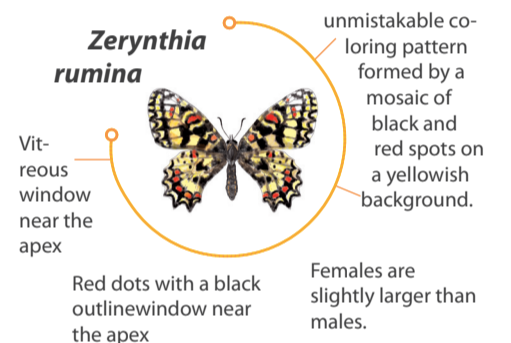 Zerynthia
rumina
unmistakable co-
loring pattern
formed by a
mosaic of
black and
red spots on
a yellowish
background.
Vit-
reous
window
near the
apex
Red dots with a black
outlinewindow near
the apex
Females are
slightly larger than
males.